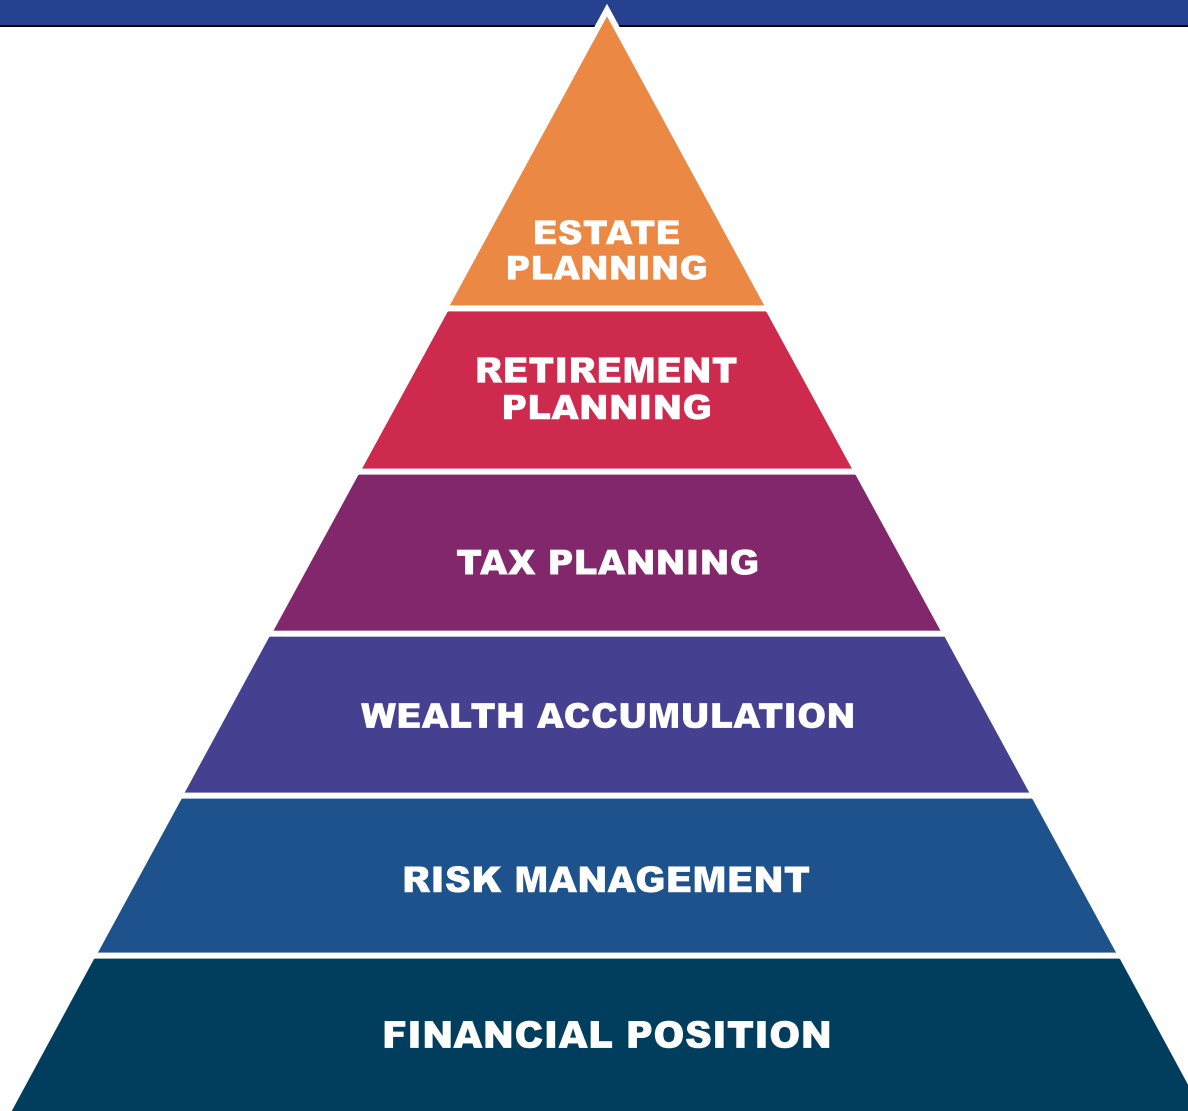 ESTATE
PLANNING
RETIREMENT
PLANNING
TAX PLANNING
WEALTH ACCUMULATION
RISK MANAGEMENT
FINANCIAL POSITION